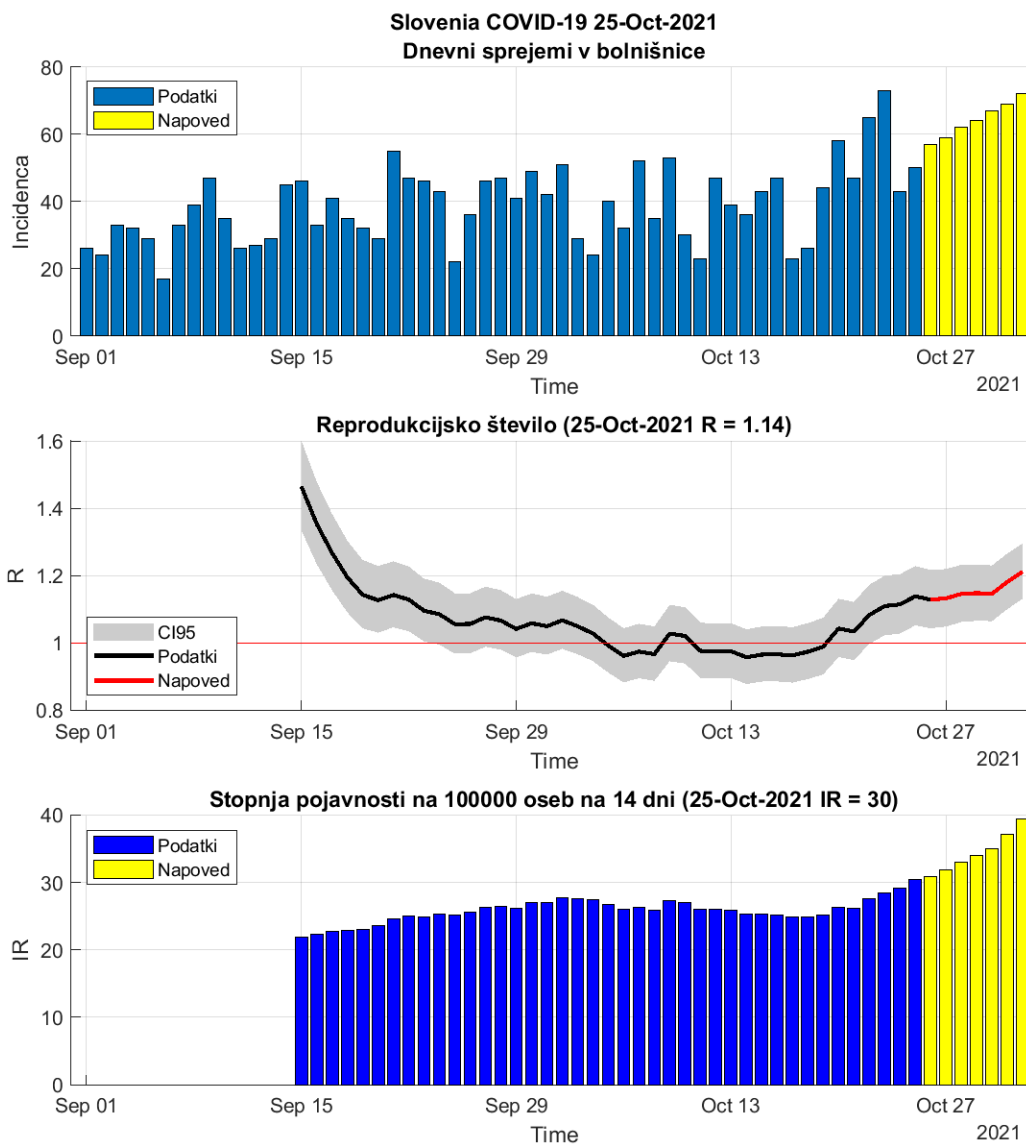 Slovenia COVID-19 25-Oct-2021
Dnevni sprejemi v bolnišnice
80
60
40
20
0
Incidenca
Podatki
Napoved
Sep 01 Sep 15 Sep 29 Oct 13 Oct 27
Time
2021
Reprodukcijsko število (25-Oct-2021 R = 1.14)
1.6
1.4
1.2
1
0.8
R
CI95
Podatki
Napoved
Sep 01 Sep 15 Sep 29 Oct 13 Oct 27
Time
2021
Stopnja pojavnosti na 100000 oseb na 14 dni (25-Oct-2021 IR = 30)
40
30
20
10
0
IR
Podatki
Napoved
Sep 01 Sep 15 Sep 29 Oct 13 Oct 27
Time
2021